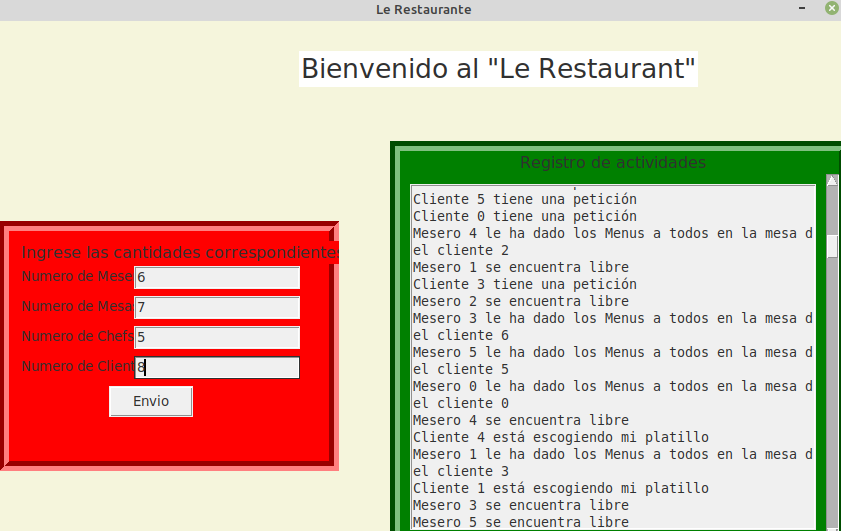 Le Restaurante
Bienvenido al "Le Restaurant"
Ingrese las cantidades correspondientes
Numero de Mese 6
Numero de Mesa 7
Numero de Chefs 5
Numero de Client 8
Envio
Registro de actividades
Cliente 5 tiene una petición
Cliente 0 tiene una petición
Mesero 4 le ha dado los Menus a todos en la mesa d
el cliente 2
Mesero 1 se encuentra libre
Cliente 3 tiene una petición
Mesero 2 se encuentra libre
Mesero 3 le ha dado los Menus a todos en la mesa d
el cliente 6
Mesero 5 le ha dado los Menus a todos en la mesa d
el cliente 5
Mesero 0 le ha dado los Menus a todos en la mesa d
el cliente 0
Mesero 4 se encuentra libre
Cliente 4 está escogiendo mi platillo
Mesero 1 le ha dado los Menus a todos en la mesa d
el cliente 3
Cliente 1 está escogiendo mi platillo
Mesero 3 se encuentra libre
Mesero 5 se encuentra libre